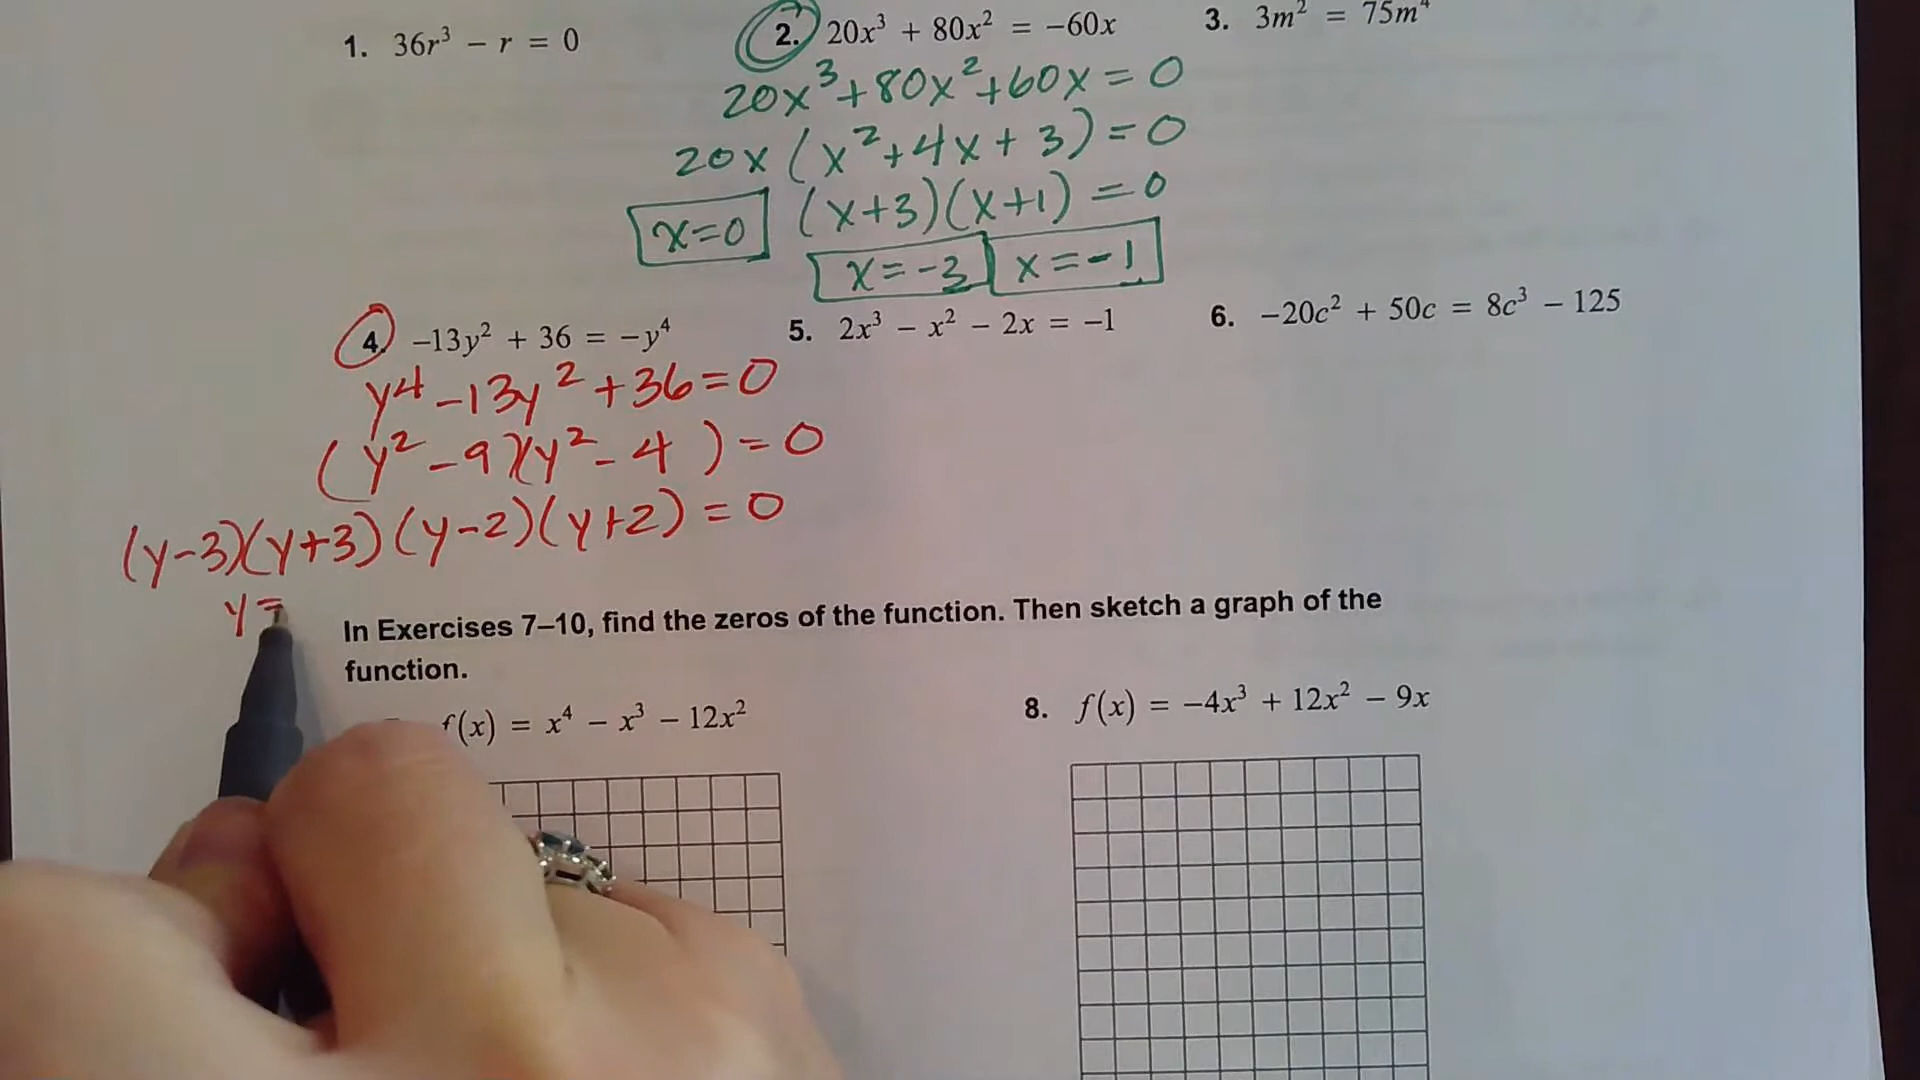 1. 36r³ − r = 0
2. 20x³ + 80x² = −60x
3. 3m² = 75m⁴
20x³+80x²+60x=0
20x(x²+4x+3)=0
x=0 (x+3)(x+1)=0
x=-3 x=-1
4. −13y² + 36 = −y⁴
5. 2x³ − x² − 2x = −1
6. −20c² + 50c = 8c³ − 125
y⁴-13y²+36=0
(y²-9)(y²-4)=0
(y-3)(y+3)(y-2)(y+2)=0
y=
In Exercises 7–10, find the zeros of the function. Then sketch a graph of the
function.
f(x) = x⁴ − x³ − 12x²
8. f(x) = −4x³ + 12x² − 9x